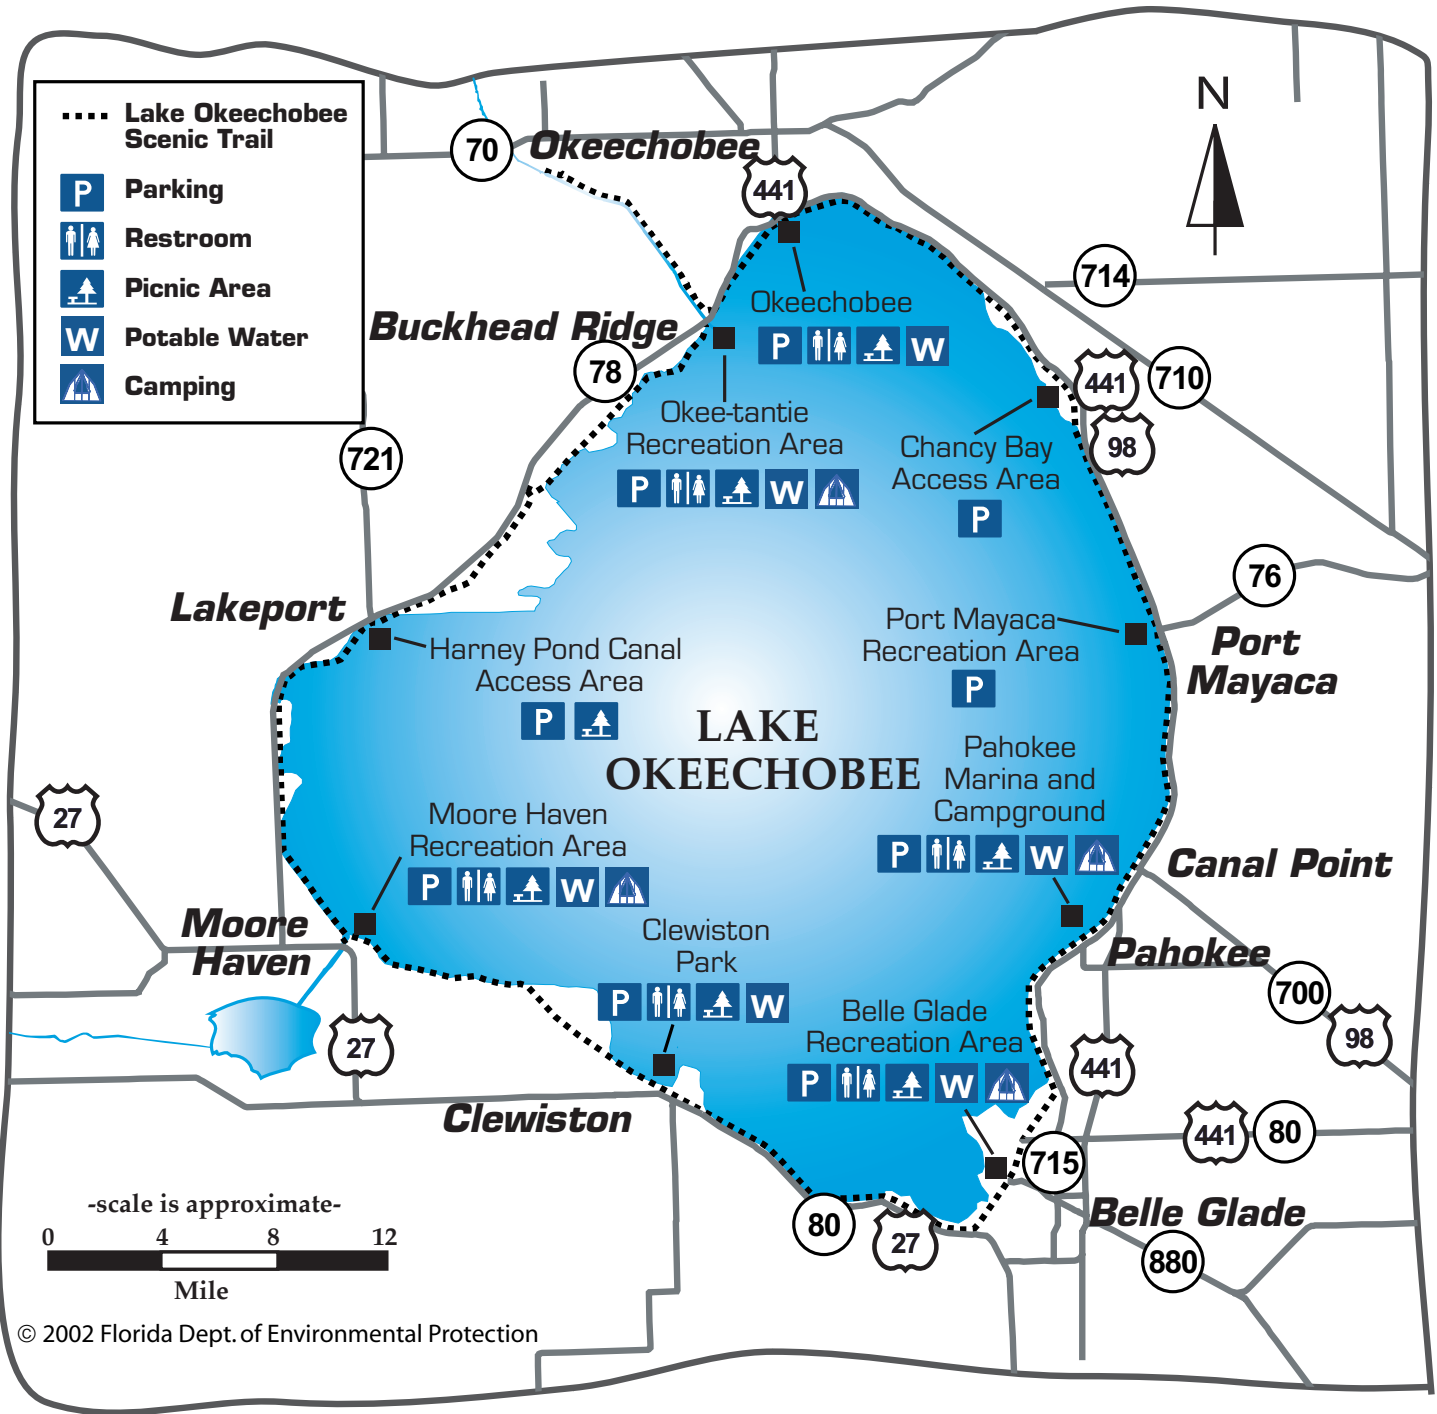 N
Lake Okeechobee
Scenic Trail
P Parking
Restroom
Picnic Area
W Potable Water
Camping
70
Okeechobee
441
714
Okeechobee
P W
Buckhead Ridge
78
441
710
98
721
Okee-tantie
Recreation Area
P W
Chancy Bay
Access Area
P
76
Lakeport
Port Mayaca
Recreation Area
P
Port
Mayaca
Harney Pond Canal
Access Area
P
LAKE
OKEECHOBEE
Pahokee
Marina and
Campground
P W
27
Moore Haven
Recreation Area
P W
Canal Point
Moore
Haven
Clewiston
Park
P W
Pahokee
700
98
27
Belle Glade
Recreation Area
P W
441
Clewiston
441
80
715
80
27
Belle Glade
880
-scale is approximate-
0 4 8 12
Mile
© 2002 Florida Dept. of Environmental Protection